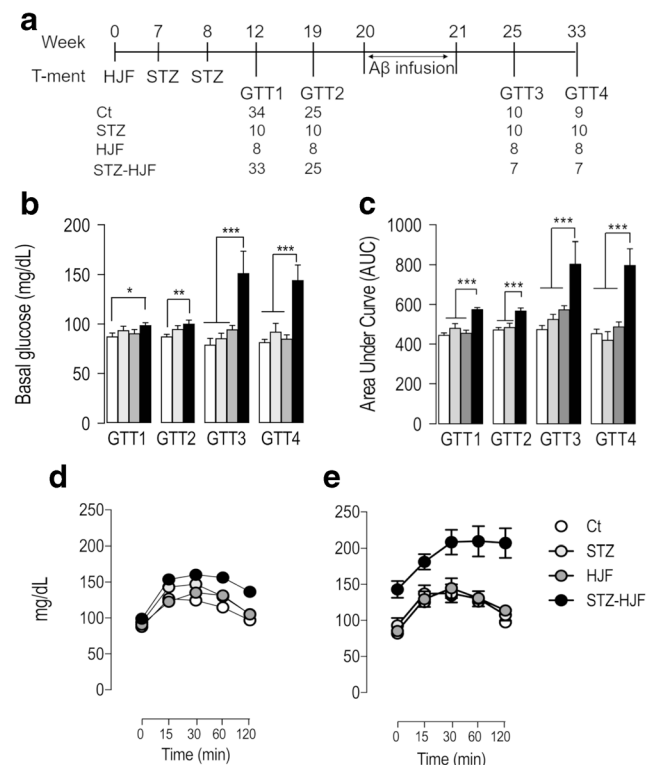 a
Week 0 7 8 12 19 20 21 25 33
T-ment HJF STZ STZ Aβ infusion
GTT1 GTT2 GTT3 GTT4
Ct 34 25 10 9
STZ 10 10 10 10
HJF 8 8 8 8
STZ-HJF 33 25 7 7
b
Basal glucose (mg/dL)
200
150
100
50
0
* ** *** ***
GTT1 GTT2 GTT3 GTT4
c
Area Under Curve (AUC)
1000
800
600
400
200
0
*** *** *** ***
GTT1 GTT2 GTT3 GTT4
d
mg/dL
250
200
150
100
50
0
0 15 30 60 120
Time (min)
e
250
200
150
100
50
0
0 15 30 60 120
Time (min)
Ct
STZ
HJF
STZ-HJF